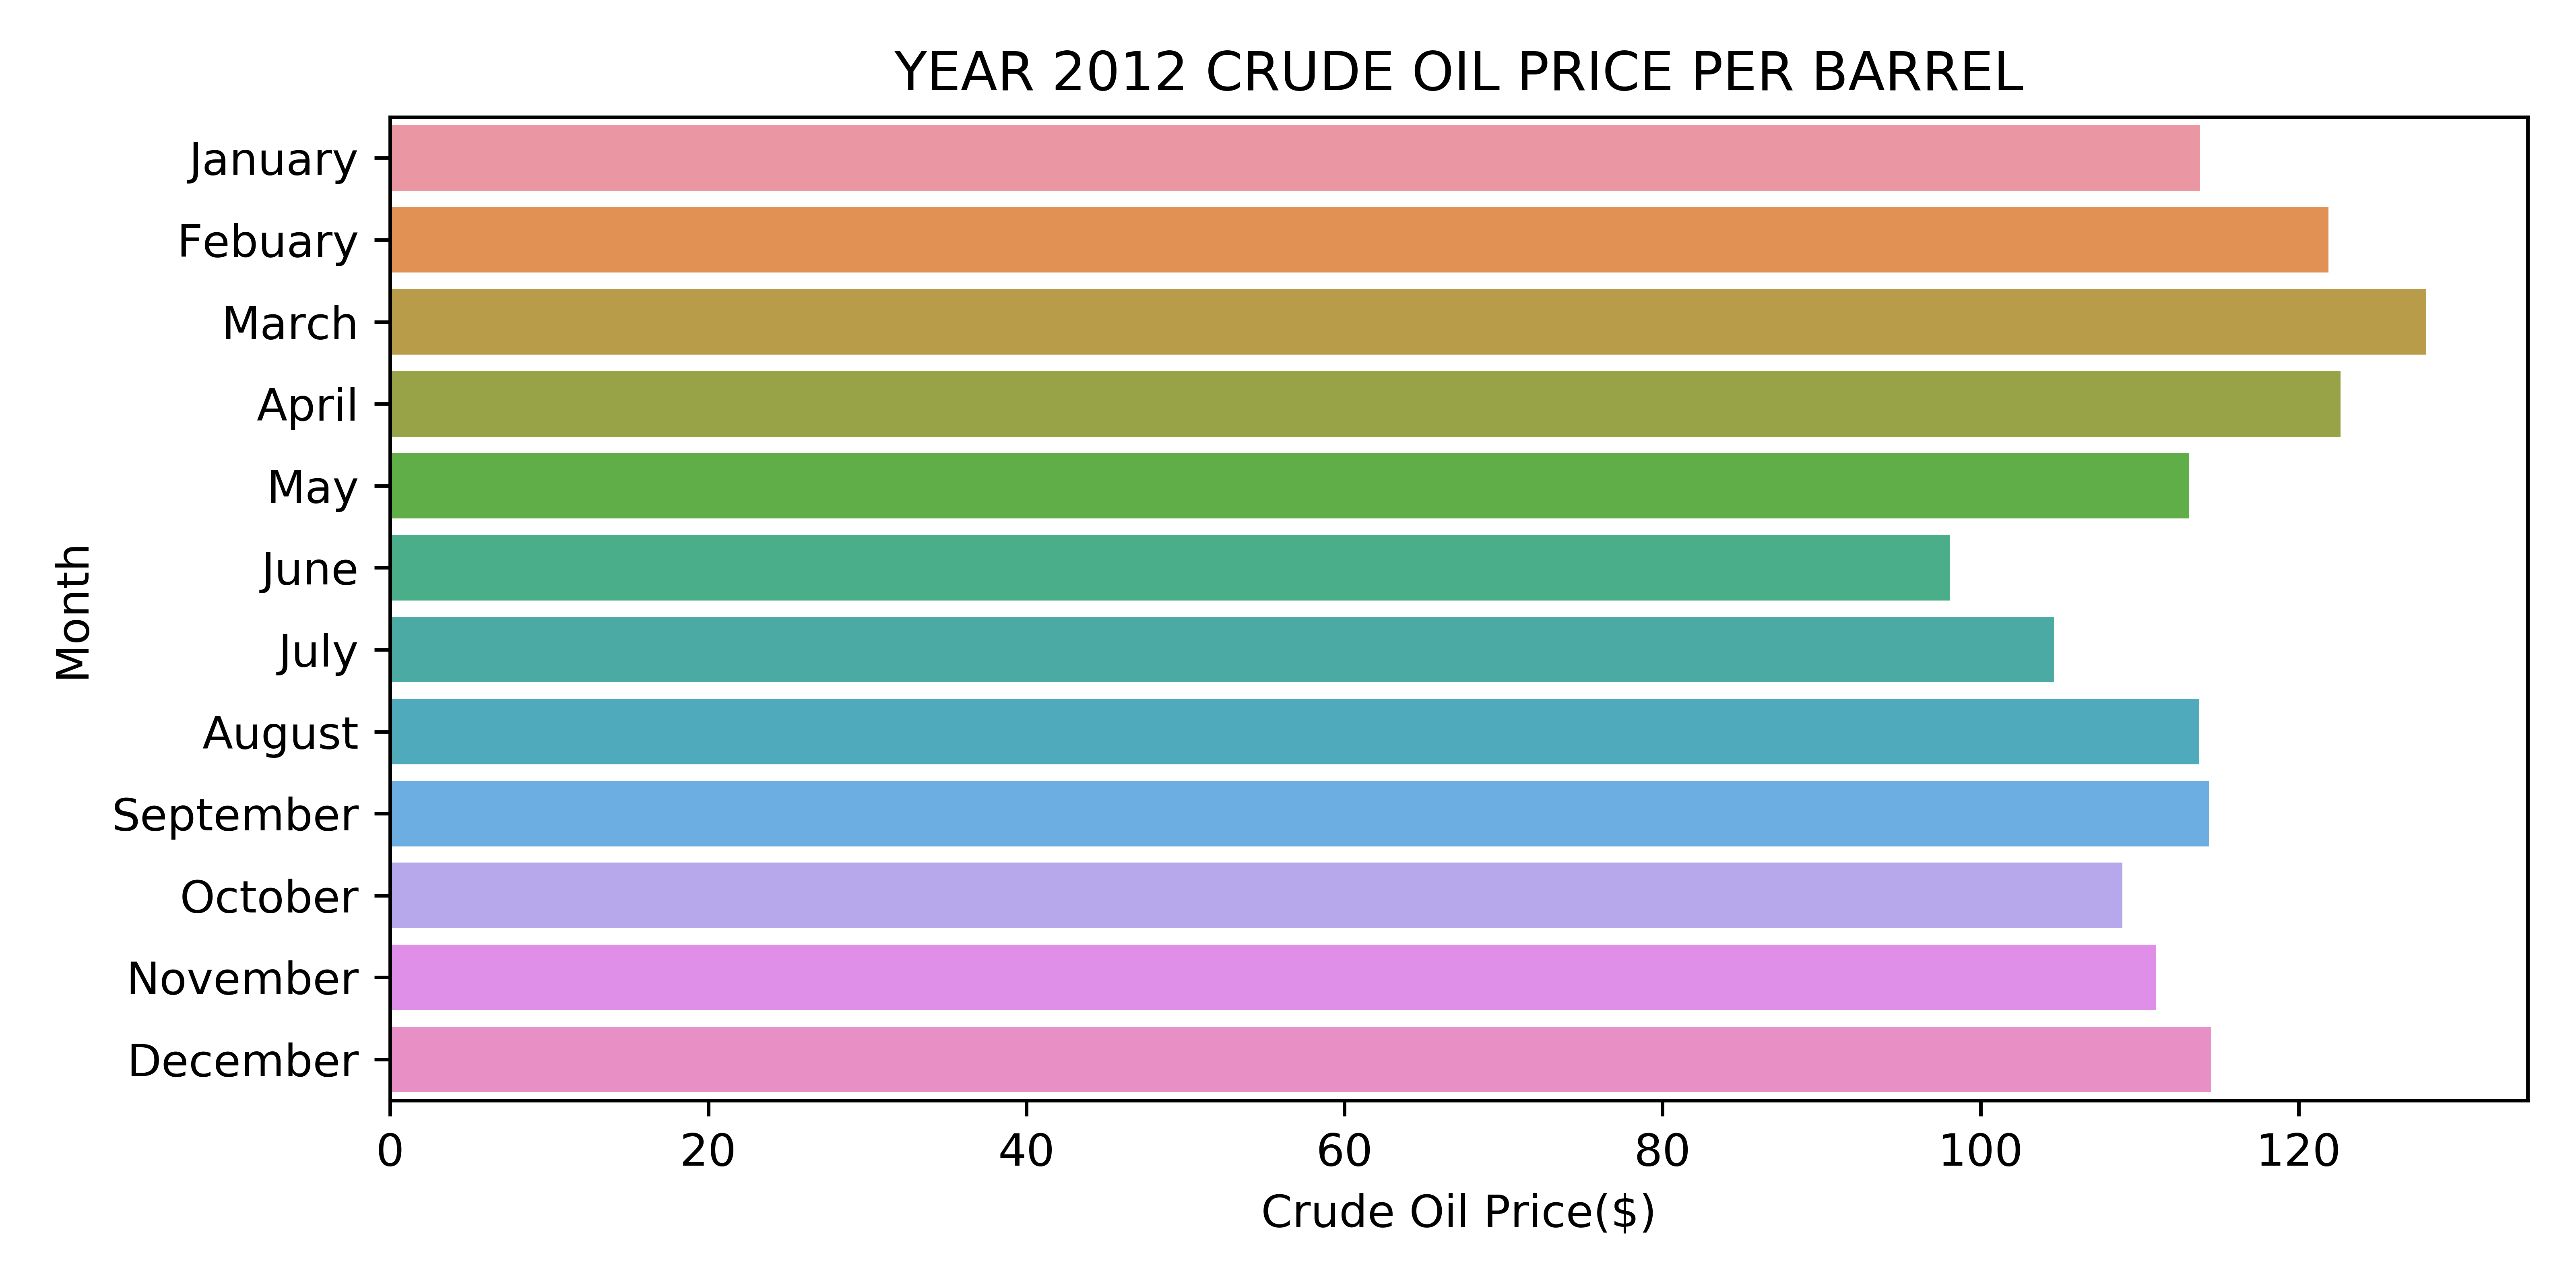 YEAR 2012 CRUDE OIL PRICE PER BARREL
January
Febuary
March
April
May
June
July
August
September
October
November
December
Month
0 20 40 60 80 100 120
Crude Oil Price($)